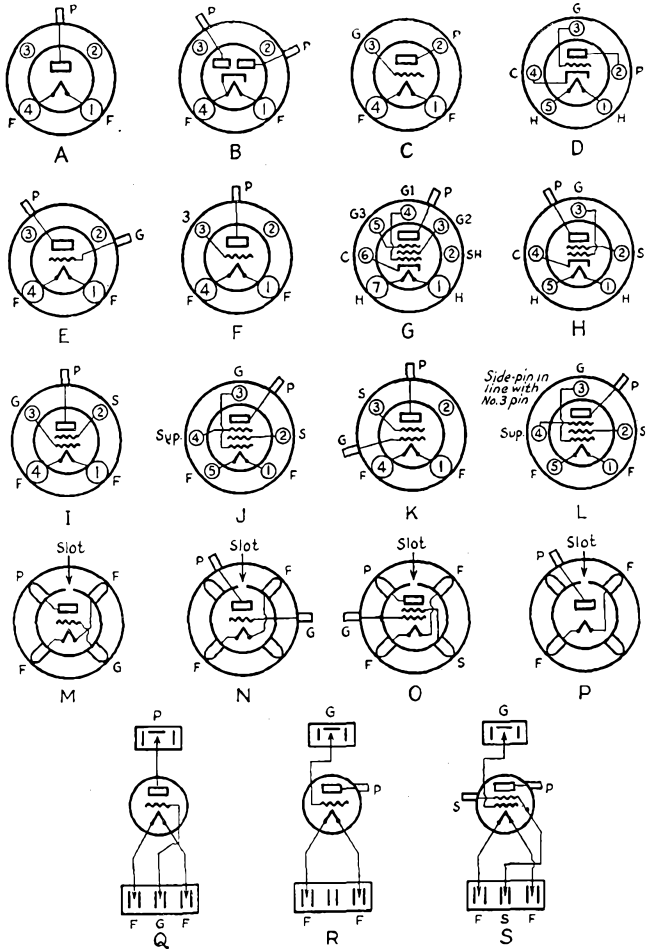 P
3 2
4 1
F F
A
P P
3 2
4 1
F F
B
G P
3 2
4 1
F F
C
G
3
C 4 2 P
5 1
H H
D
P
3 2 G
4 1
F F
E
P
3
3 2
4 1
F F
F
G1 P
G3 5 4 3 G2
C 6 2 SH
7 1
H H
G
P G
3
C 4 2 S
5 1
H H
H
P
G S
3 2
4 1
F F
I
G P
3
Sup. 4 2 S
5 1
F F
J
P
S
3 2
G
4 1
F F
K
Side-pin in
line with
No.3 pin
G P
3
Sup. 4 2 S
5 1
F F
L
Slot
P F
F G
M
Slot
P F
G
F
N
Slot
P F
G
F S
O
Slot
P F
F
P
P
F G F
Q
G
P
F F
R
G
P
S
F S F
S